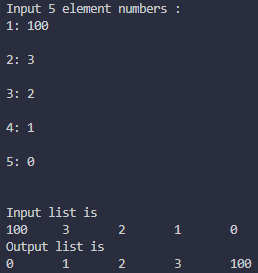 Input 5 element numbers :
1: 100
2: 3
3: 2
4: 1
5: 0
Input list is
100 3 2 1 0
Output list is
0 1 2 3 100